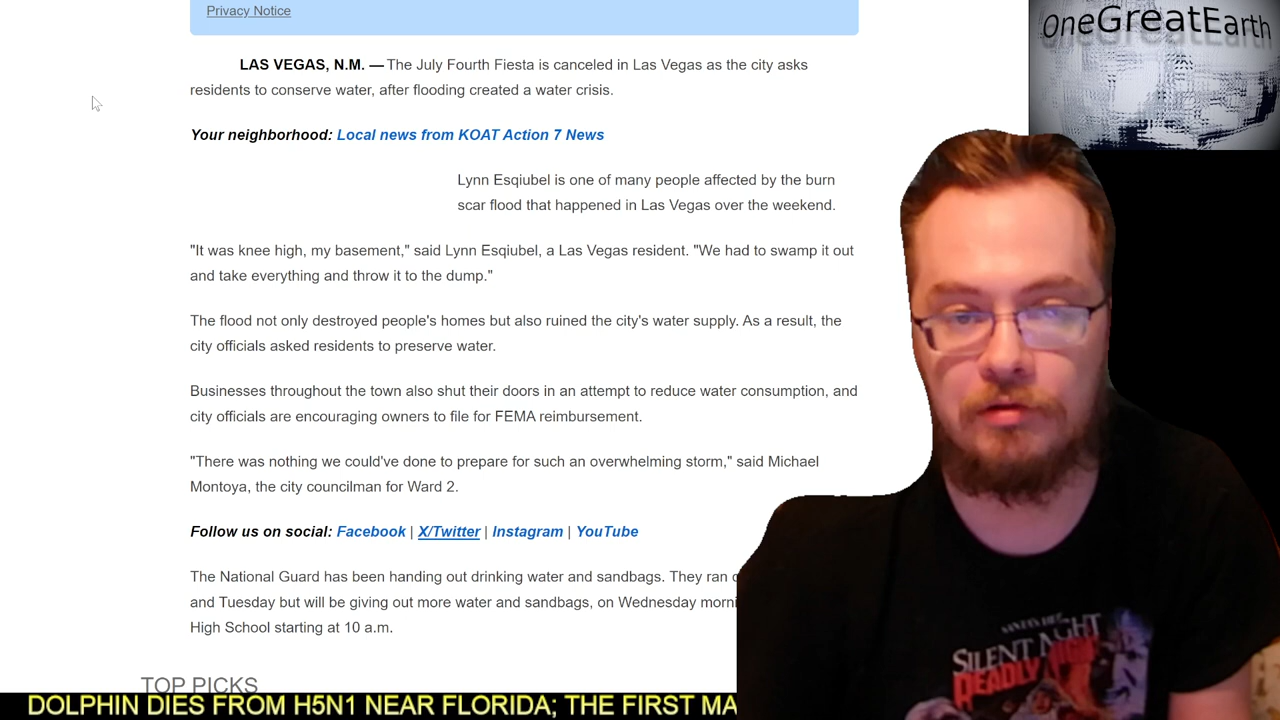 Privacy Notice
OneGreatEarth
LAS VEGAS, N.M. — The July Fourth Fiesta is canceled in Las Vegas as the city asks
residents to conserve water, after flooding created a water crisis.
Your neighborhood: Local news from KOAT Action 7 News
Lynn Esqiubel is one of many people affected by the burn
scar flood that happened in Las Vegas over the weekend.
"It was knee high, my basement," said Lynn Esqiubel, a Las Vegas resident. "We had to swamp it out
and take everything and throw it to the dump."
The flood not only destroyed people's homes but also ruined the city's water supply. As a result, the
city officials asked residents to preserve water.
Businesses throughout the town also shut their doors in an attempt to reduce water consumption, and
city officials are encouraging owners to file for FEMA reimbursement.
"There was nothing we could've done to prepare for such an overwhelming storm," said Michael
Montoya, the city councilman for Ward 2.
Follow us on social: Facebook | X/Twitter | Instagram | YouTube
The National Guard has been handing out drinking water and sandbags. They ran
and Tuesday but will be giving out more water and sandbags, on Wednesday
High School starting at 10 a.m.
SILENT NIGHT
DEADLY NIGHT
TOP PICKS
DOLPHIN DIES FROM H5N1 NEAR FLORIDA; THE FIRST